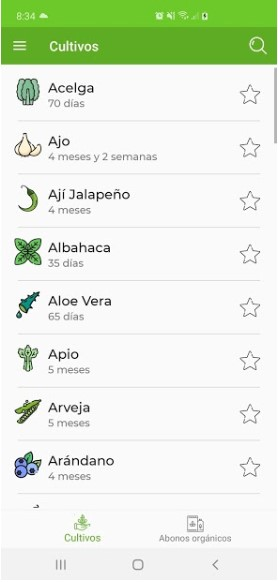 8:34
Cultivos
Acelga
70 días
Ajo
4 meses y 2 semanas
Ají Jalapeño
4 meses
Albahaca
35 días
Aloe Vera
65 días
Apio
5 meses
Arveja
5 meses
Arándano
4 meses
Cultivos
Abonos orgánicos